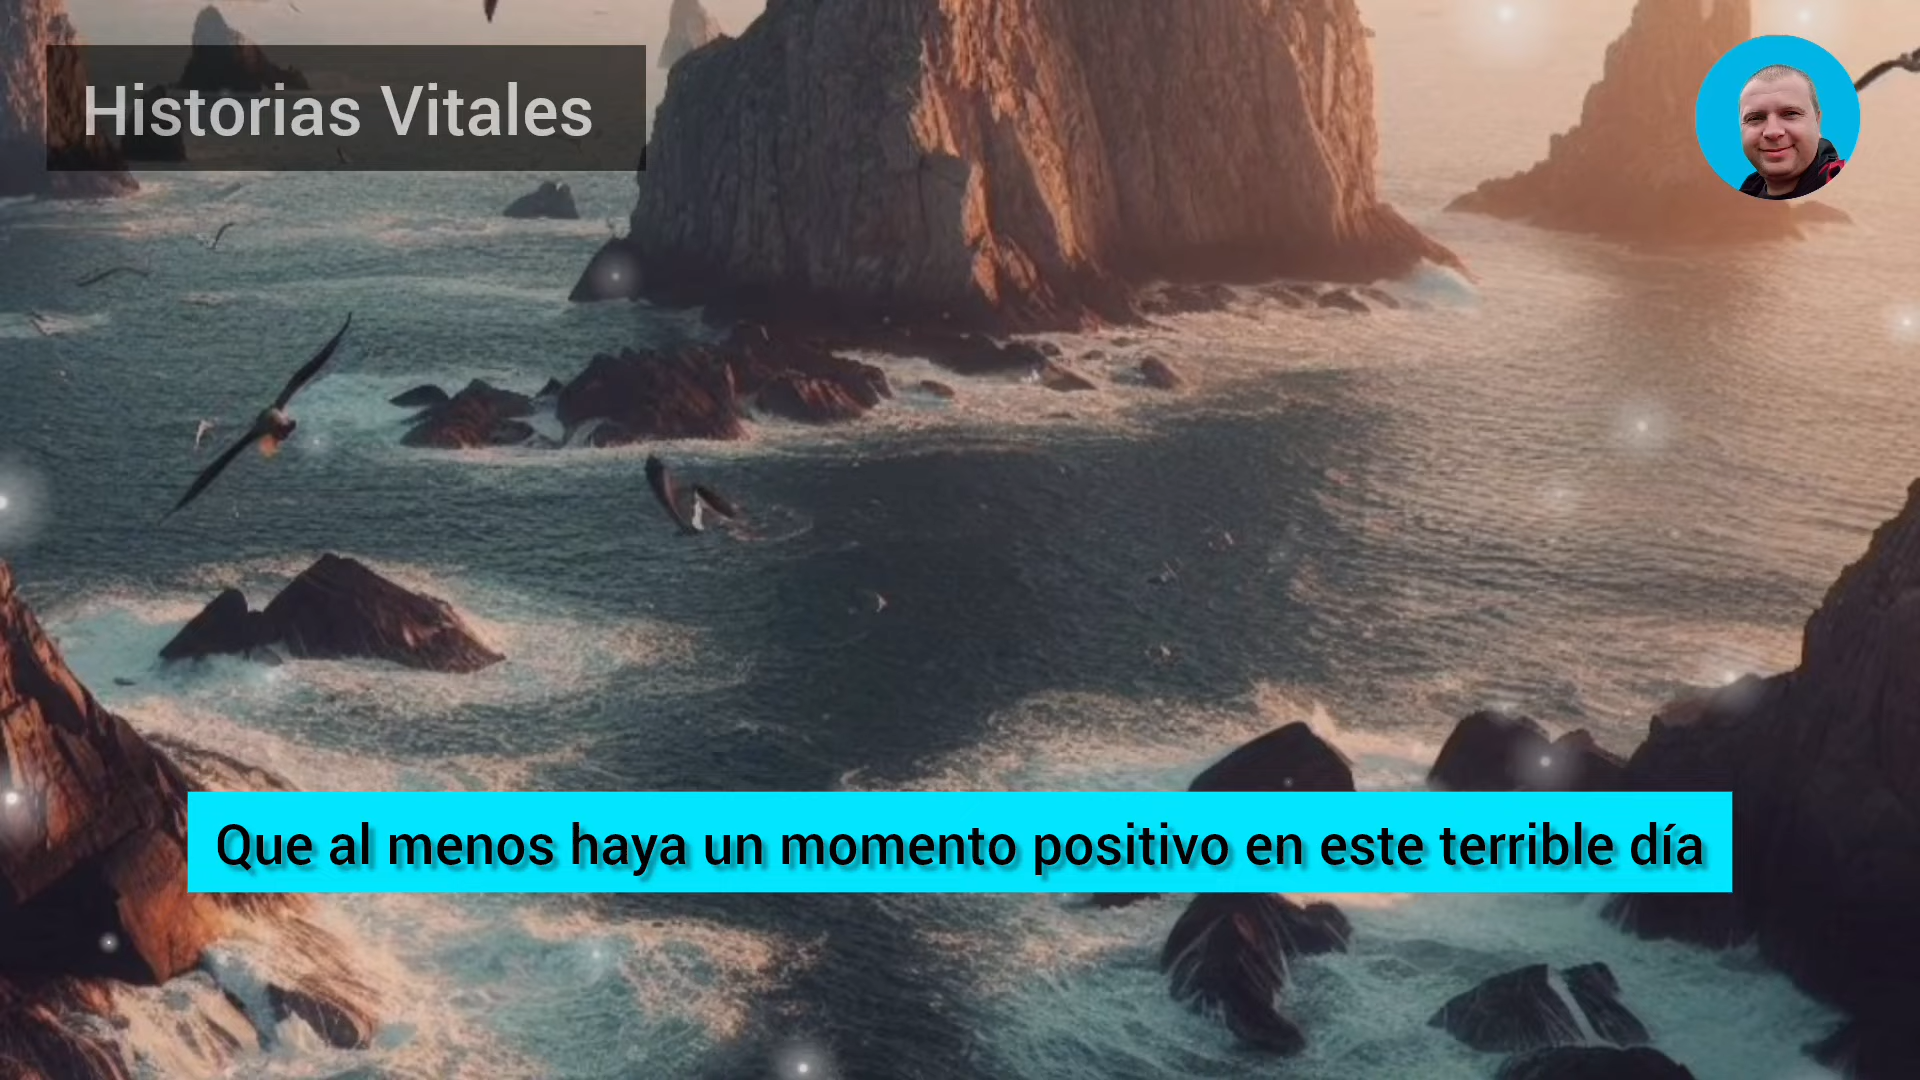 Historias Vitales
Que al menos haya un momento positivo en este terrible día